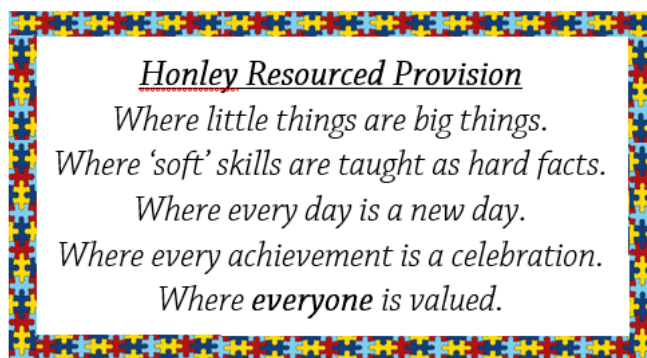 Honley Resourced Provision
Where little things are big things.
Where ‘soft’ skills are taught as hard facts.
Where every day is a new day.
Where every achievement is a celebration.
Where everyone is valued.